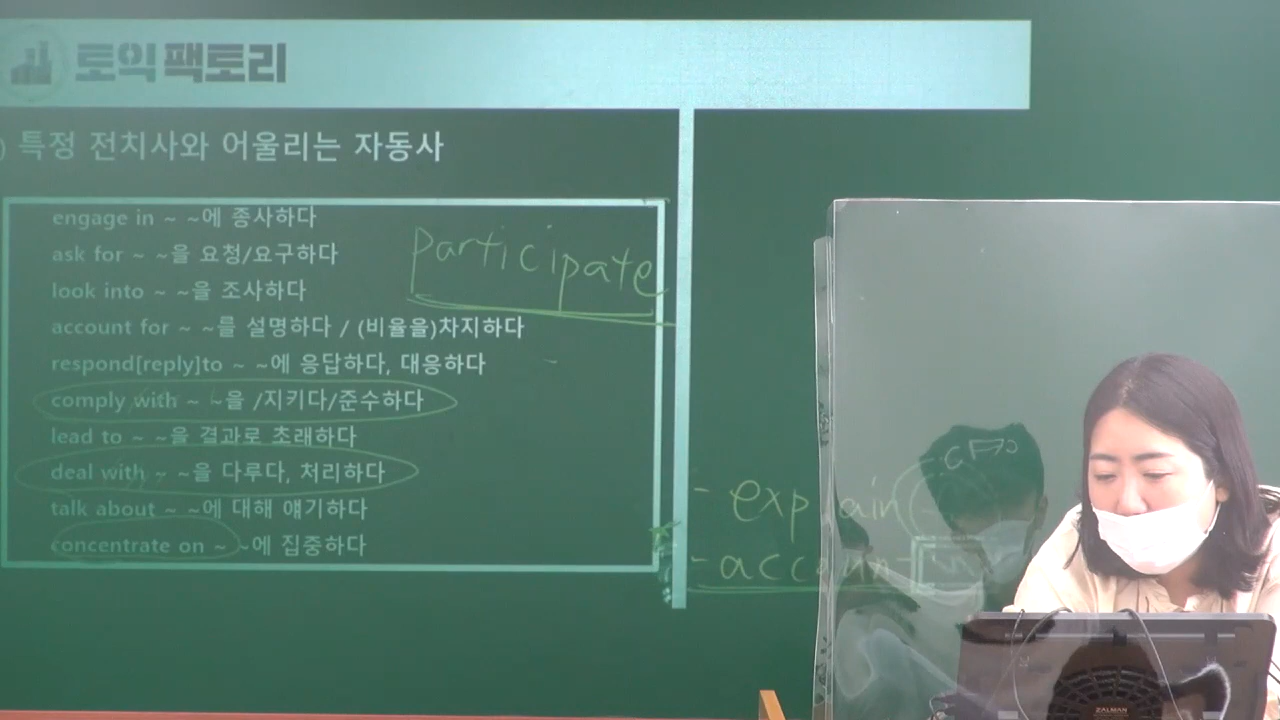 토익팩토리
) 특정 전치사와 어울리는 자동사
engage in ~ ~에 종사하다
ask for ~ ~을 요청/요구하다
look into ~ ~을 조사하다
account for ~ ~를 설명하다 / (비율을)차지하다
respond[reply]to ~ ~에 응답하다, 대응하다
comply with ~ ~을 /지키다/준수하다
lead to ~ ~을 결과로 초래하다
deal with ~ ~을 다루다, 처리하다
talk about ~ ~에 대해 얘기하다
concentrate on ~ ~에 집중하다
participate
- explain
- account
ZALMAN